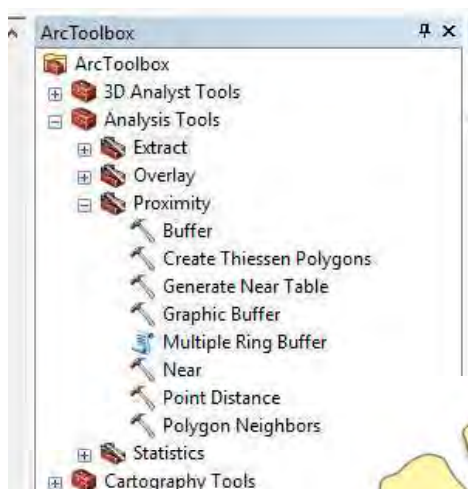 ArcToolbox
ArcToolbox
3D Analyst Tools
Analysis Tools
Extract
Overlay
Proximity
Buffer
Create Thiessen Polygons
Generate Near Table
Graphic Buffer
Multiple Ring Buffer
Near
Point Distance
Polygon Neighbors
Statistics
Cartography Tools